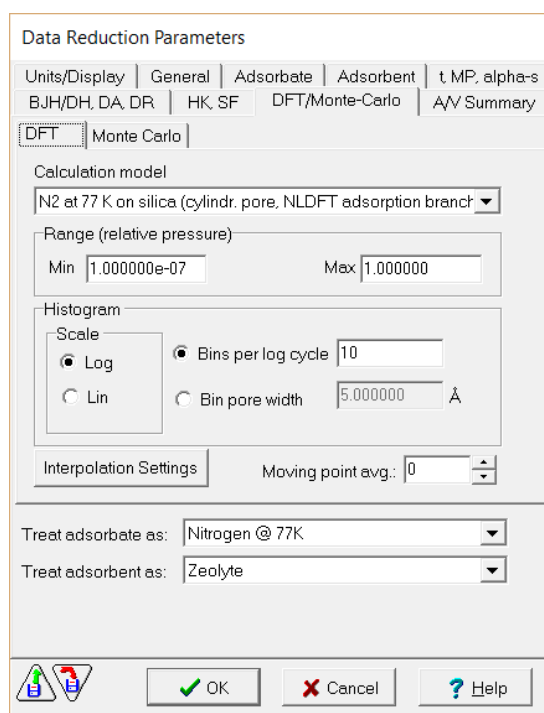 Data Reduction Parameters
Units/Display General Adsorbate Adsorbent t, MP, alpha-s
BJH/DH, DA, DR HK, SF DFT/Monte-Carlo A/V Summary
DFT Monte Carlo
Calculation model
N2 at 77 K on silica (cylindr. pore, NLDFT adsorption branch
Range (relative pressure)
Min 1.000000e-07 Max 1.000000
Histogram
Scale
Log
Lin
Bins per log cycle 10
Bin pore width 5.000000 Å
Interpolation Settings Moving point avg.: 0
Treat adsorbate as: Nitrogen @ 77K
Treat adsorbent as: Zeolyte
OK Cancel ? Help